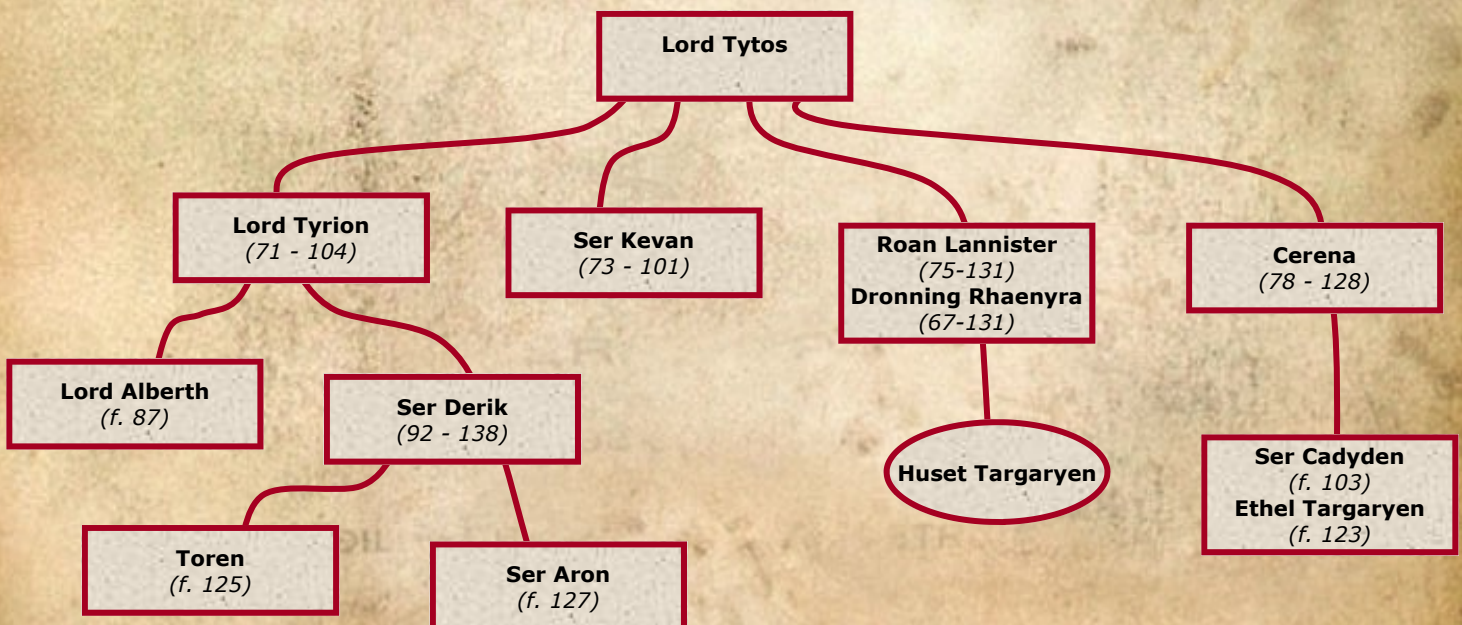 Lord Tytos
Lord Tyrion
(71 - 104)
Ser Kevan
(73 - 101)
Roan Lannister
(75-131)
Dronning Rhaenyra
(67-131)
Cerena
(78 - 128)
Lord Alberth
(f. 87)
Ser Derik
(92 - 138)
Huset Targaryen
Ser Cadyden
(f. 103)
Ethel Targaryen
(f. 123)
Toren
(f. 125)
Ser Aron
(f. 127)